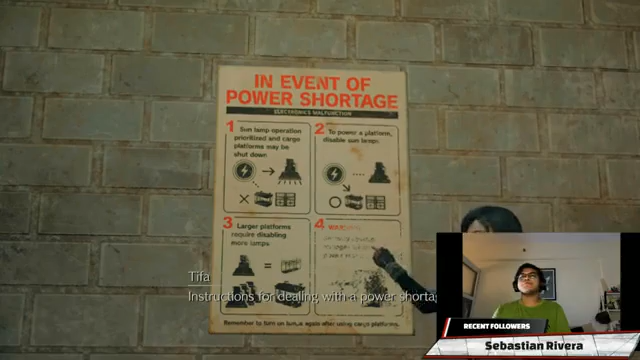 IN EVENT OF
POWER SHORTAGE
ELECTRONICS MALFUNCTION
1 Sun lamp operation
prioritized and cargo
platforms may be
shut down.
2 To power a platform,
disable sun lamps.
3 Larger platforms
require disabling
more lamps.
4
Tifa
Instructions for dealing with a power shorta
Remember to turn on lamps again after using cargo platforms.
RECENT FOLLOWERS
Sebastian Rivera